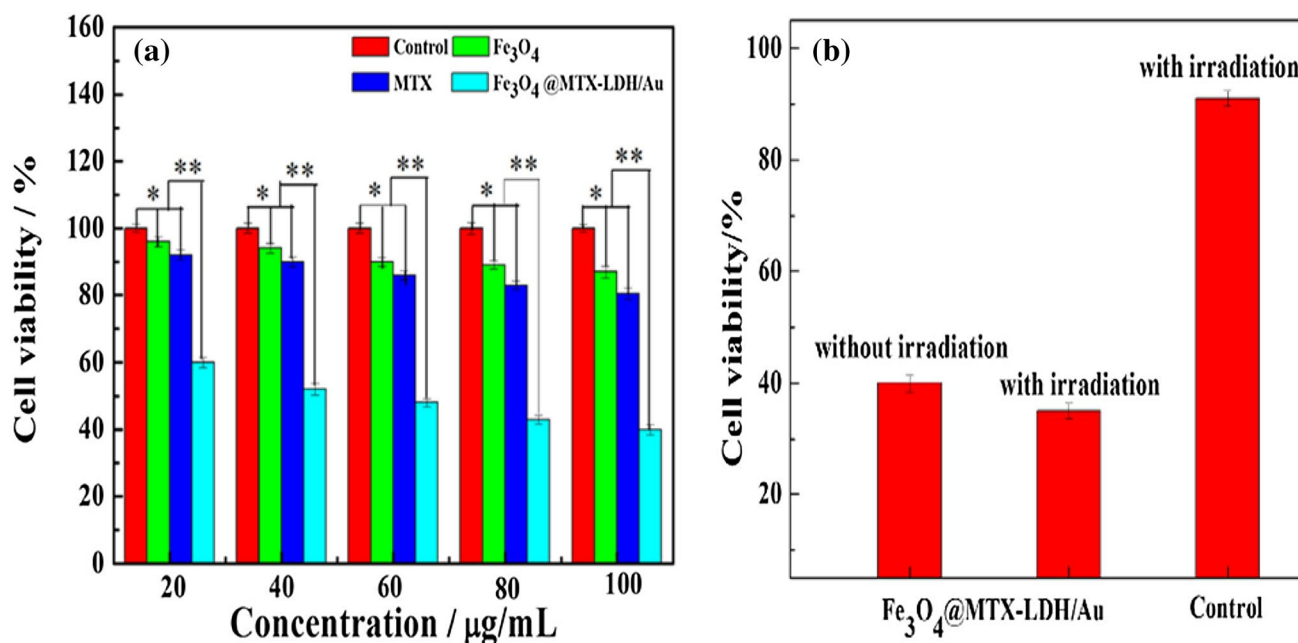 (a)
Control
Fe₃O₄
MTX
Fe₃O₄ @MTX-LDH/Au
160
140
120
100
80
60
40
20
0
Cell viability / %
* ** * ** * ** * ** * **
20 40 60 80 100
Concentration / µg/mL
(b)
100
80
60
40
20
Cell viability/%
without irradiation
with irradiation
with irradiation
Fe₃O₄@MTX-LDH/Au
Control